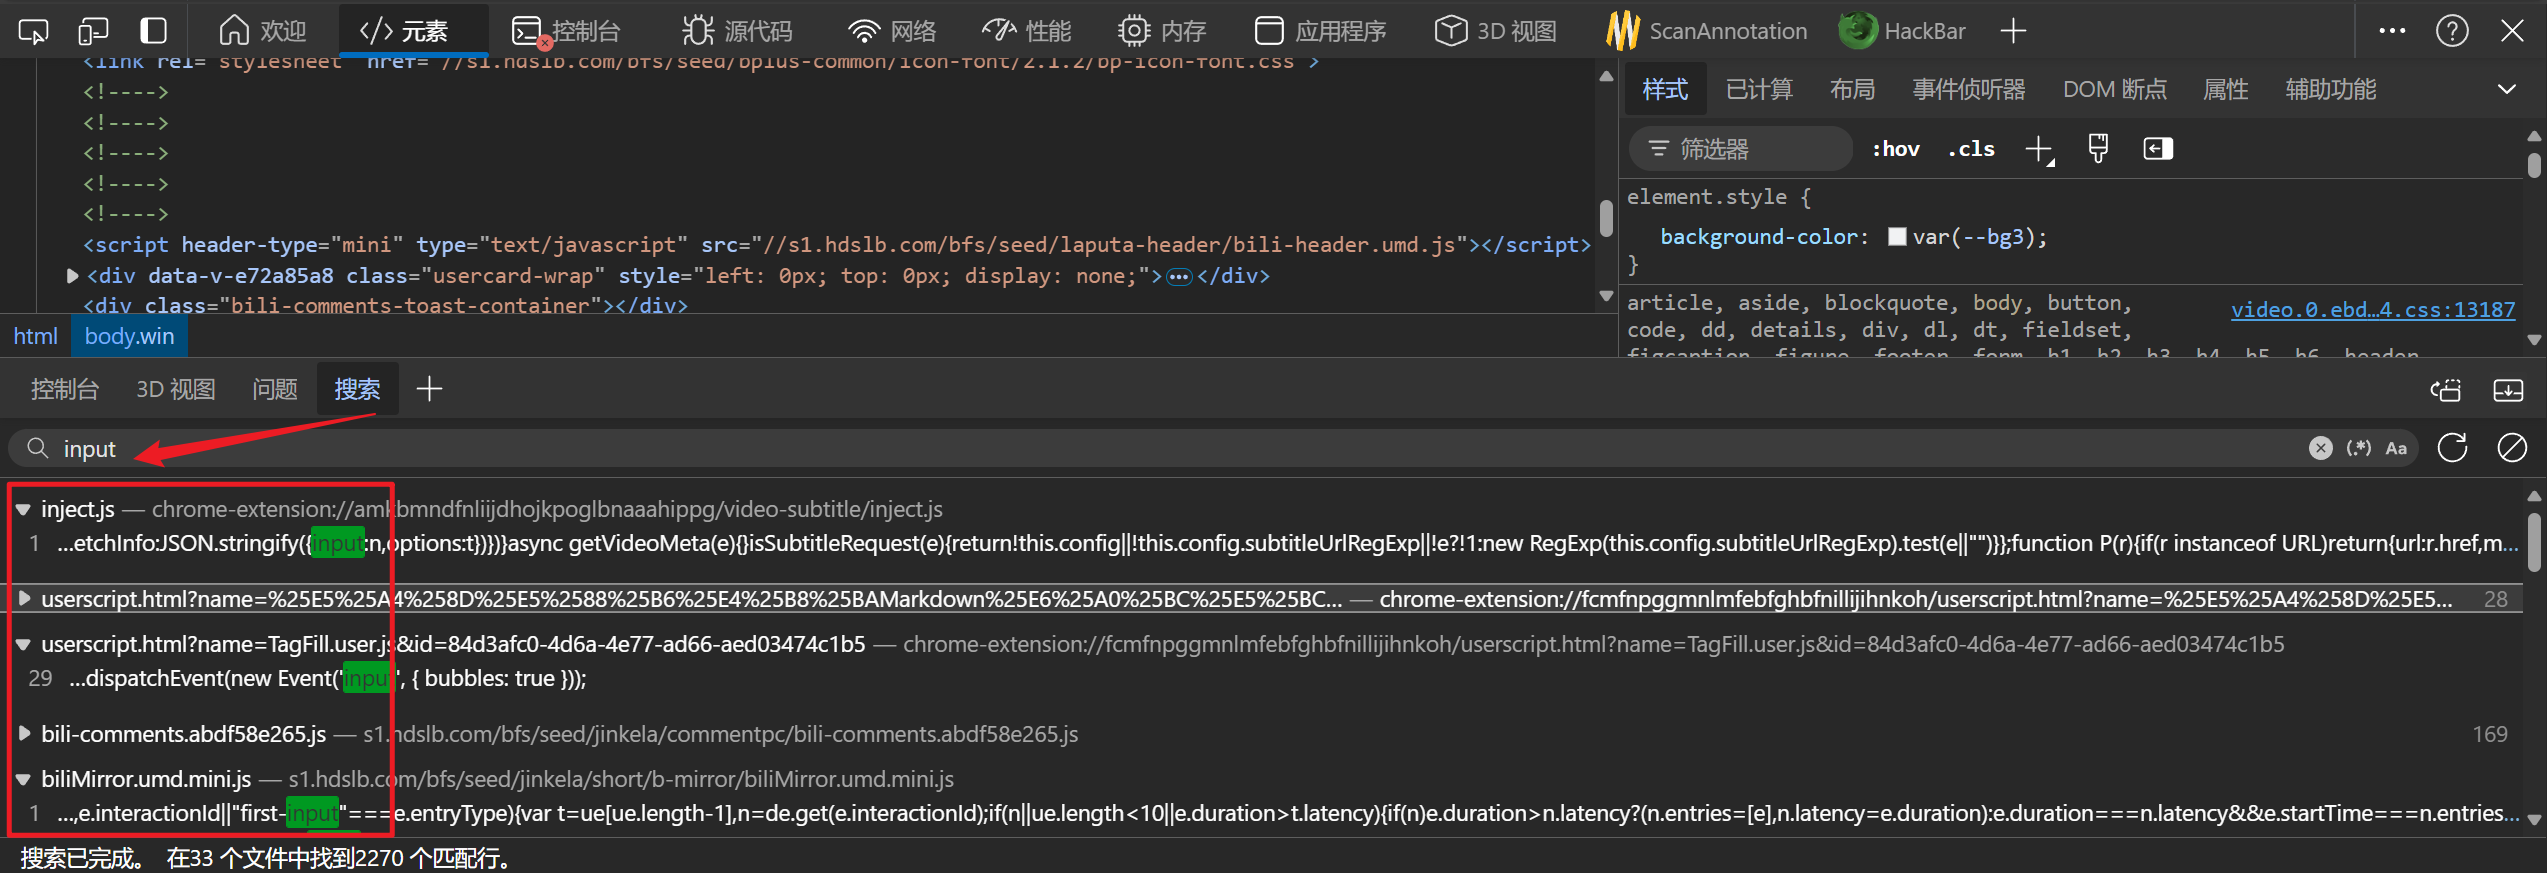 欢迎 </> 元素 控制台 源代码 网络 性能 内存 应用程序 3D 视图 ScanAnnotation HackBar
<link rel="stylesheet" href="//s1.hdslb.com/bfs/seed/bplus-common/icon-font/2.1.2/bp-icon-font.css">
<!---->
<!---->
<!---->
<!---->
<!---->
<script header-type="mini" type="text/javascript" src="//s1.hdslb.com/bfs/seed/laputa-header/bili-header.umd.js"></script>
<div data-v-e72a85a8 class="usercard-wrap" style="left: 0px; top: 0px; display: none;">…</div>
<div class="bili-comments-toast-container"></div>
html body.win
样式 已计算 布局 事件侦听器 DOM 断点 属性 辅助功能
筛选器 :hov .cls
element.style {
background-color: var(--bg3);
}
article, aside, blockquote, body, button, video.0.ebd…4.css:13187
code, dd, details, div, dl, dt, fieldset,
figcaption, figure, footer, form, h1, h2, h3, h4, h5, h6, header,
控制台 3D 视图 问题 搜索
input (.*) Aa
inject.js — chrome-extension://amkbmndfnliijdhojkpoglbnaaahippg/video-subtitle/inject.js
1 …etchInfo:JSON.stringify({input:n,options:t})})}async getVideoMeta(e){}isSubtitleRequest(e){return!this.config||!this.config.subtitleUrlRegExp||!e?!1:new RegExp(this.config.subtitleUrlRegExp).test(e||"")}};function P(r){if(r instanceof URL)return{url:r.href,m…
userscript.html?name=%25E5%25A4%258D%25E5%2588%25B6%25E4%25B8%25BAMarkdown%25E6%25A0%25BC%25E5%25BC… — chrome-extension://fcmfnpggmnlmfebfghbfnillijihnkoh/userscript.html?name=%25E5%25A4%258D%25E5… 28
userscript.html?name=TagFill.user.js&id=84d3afc0-4d6a-4e77-ad66-aed03474c1b5 — chrome-extension://fcmfnpggmnlmfebfghbfnillijihnkoh/userscript.html?name=TagFill.user.js&id=84d3afc0-4d6a-4e77-ad66-aed03474c1b5
29 …dispatchEvent(new Event('input', { bubbles: true }));
bili-comments.abdf58e265.js — s1.hdslb.com/bfs/seed/jinkela/commentpc/bili-comments.abdf58e265.js 169
biliMirror.umd.mini.js — s1.hdslb.com/bfs/seed/jinkela/short/b-mirror/biliMirror.umd.mini.js
1 …,e.interactionId||"first-input"===e.entryType){var t=ue[ue.length-1],n=de.get(e.interactionId);if(n||ue.length<10||e.duration>t.latency){if(n)e.duration>n.latency?(n.entries=[e],n.latency=e.duration):e.duration===n.latency&&e.startTime===n.entries…
搜索已完成。 在33 个文件中找到2270 个匹配行。